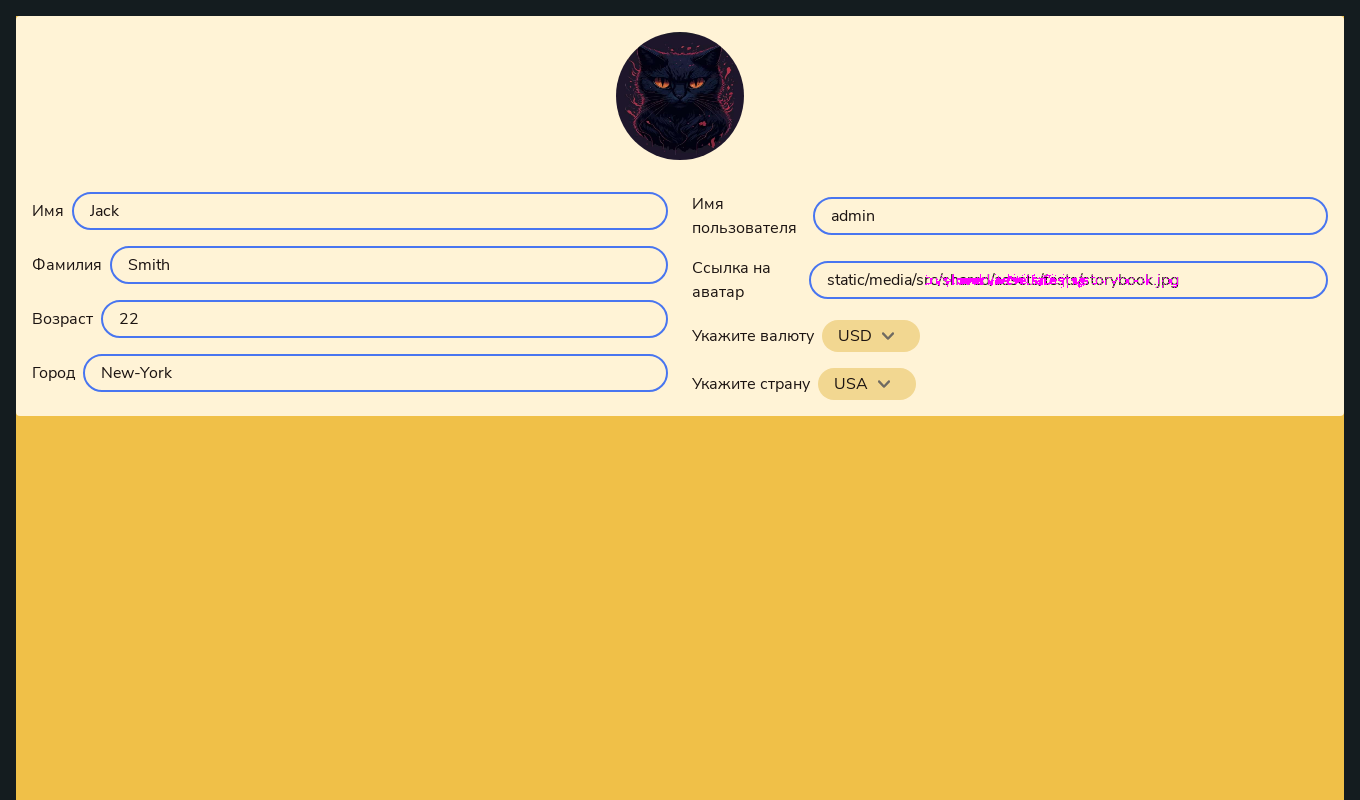 Имя
Jack
Фамилия
Smith
Возраст
22
Город
New-York
Имя
пользователя
admin
Ссылка на
аватар
static/media/src/shared/assets/tests/storybook.jpg
Укажите валюту
USD
Укажите страну
USA